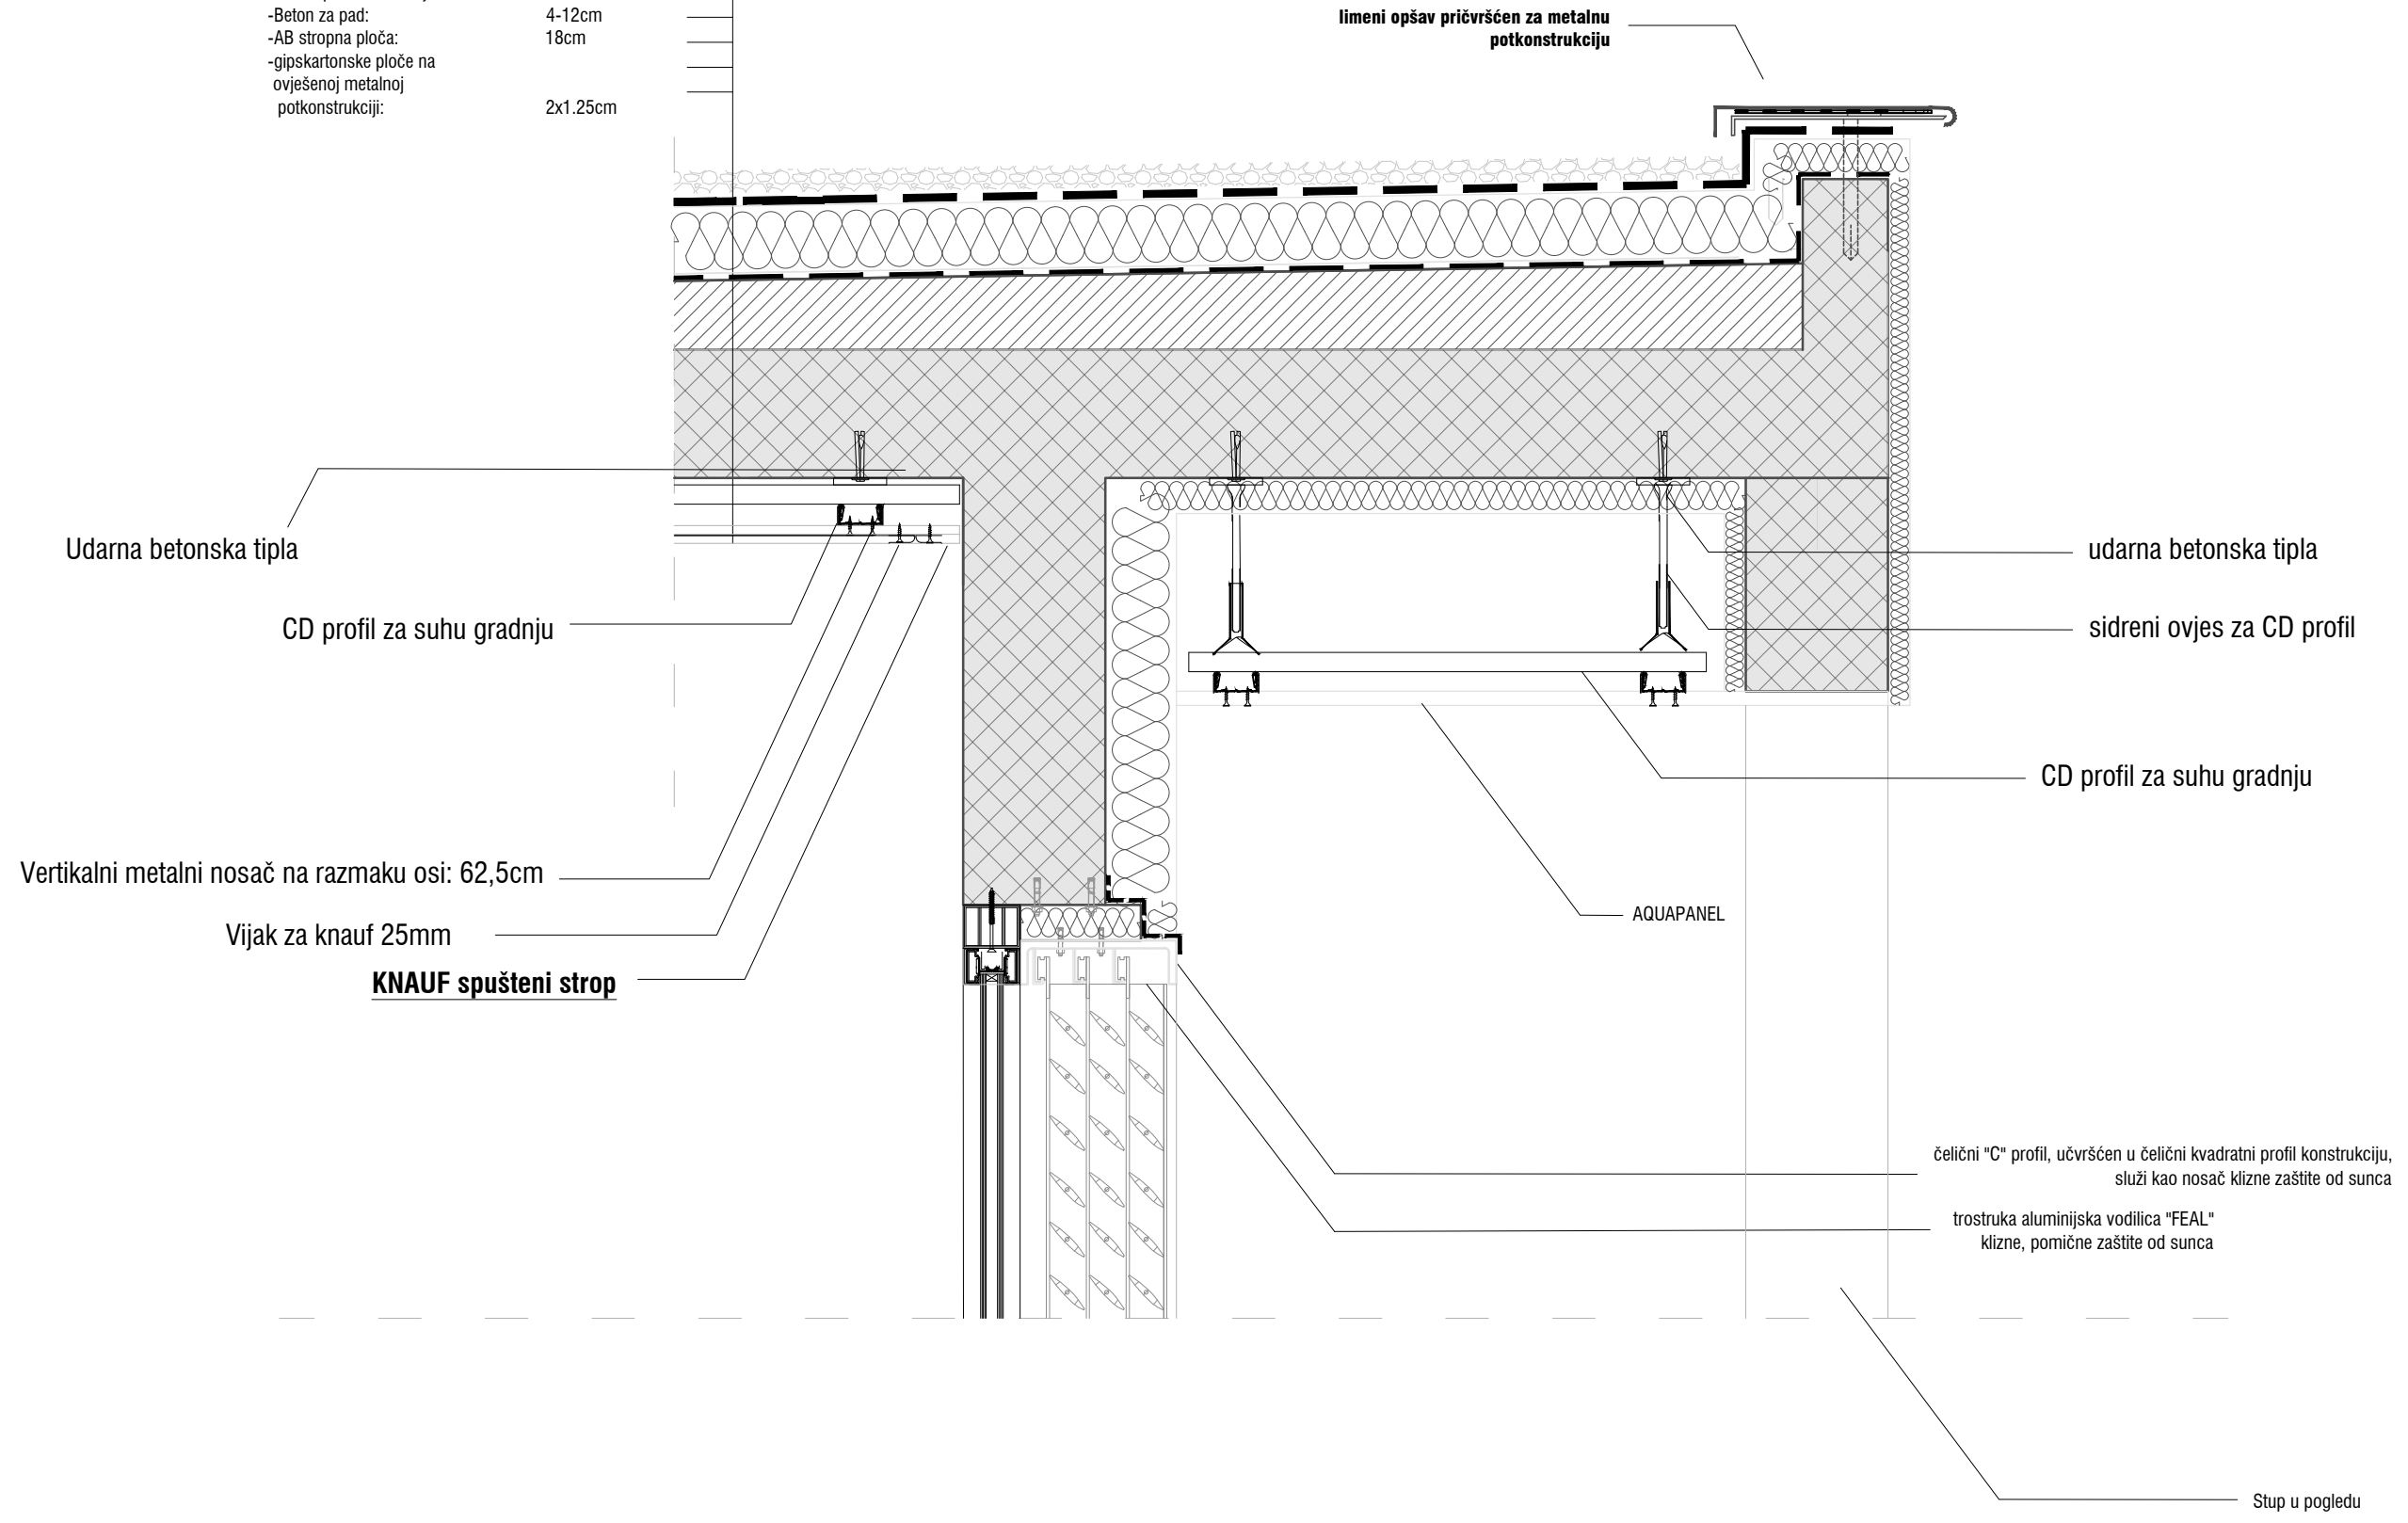 -Beton za pad: 4-12cm
-AB stropna ploča: 18cm
-gipskartonske ploče na
ovješenoj metalnoj
potkonstrukciji: 2x1.25cm
limeni opšav pričvršćen za metalnu
potkonstrukciju
Udarna betonska tipla
CD profil za suhu gradnju
Vertikalni metalni nosač na razmaku osi: 62,5cm
Vijak za knauf 25mm
KNAUF spušteni strop
udarna betonska tipla
sidreni ovjes za CD profil
CD profil za suhu gradnju
AQUAPANEL
čelični "C" profil, učvršćen u čelični kvadratni profil konstrukciju,
služi kao nosač klizne zaštite od sunca
trostruka aluminijska vodilica "FEAL"
klizne, pomične zaštite od sunca
Stup u pogledu